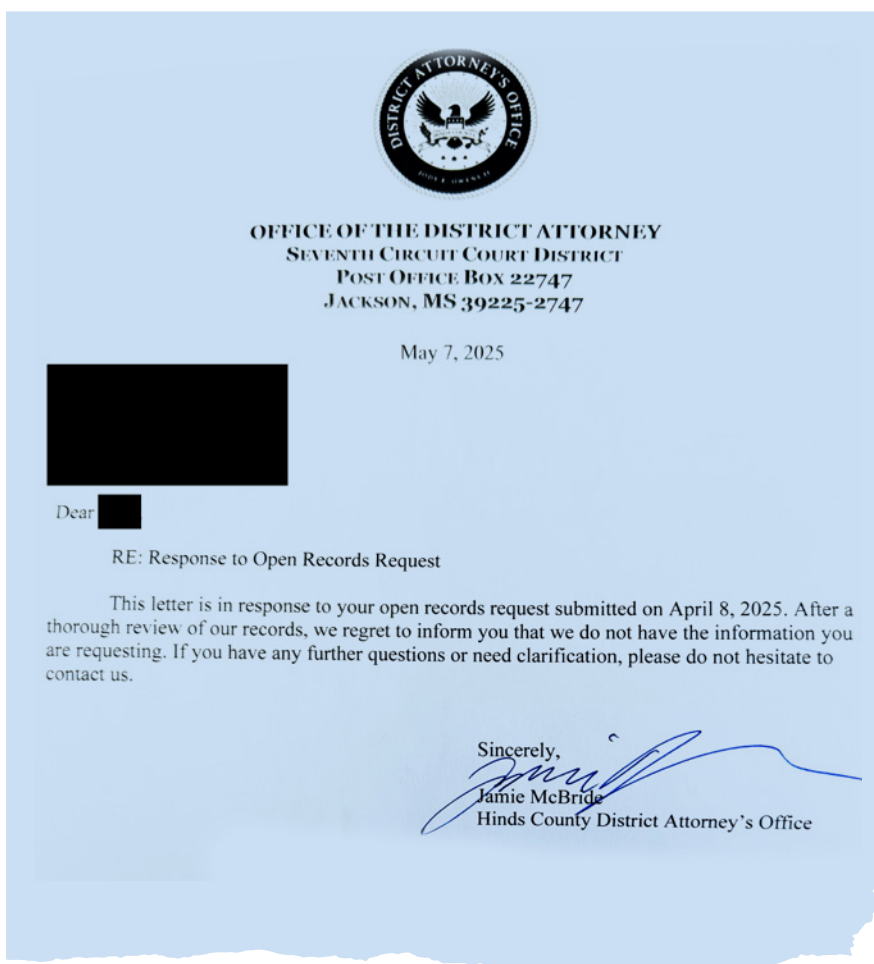 DISTRICT ATTORNEY'S OFFICE
JODY E. OWENS II
OFFICE OF THE DISTRICT ATTORNEY
SEVENTH CIRCUIT COURT DISTRICT
POST OFFICE BOX 22747
JACKSON, MS 39225-2747
May 7, 2025
Dear
RE: Response to Open Records Request
This letter is in response to your open records request submitted on April 8, 2025. After a
thorough review of our records, we regret to inform you that we do not have the information you
are requesting. If you have any further questions or need clarification, please do not hesitate to
contact us.
Sincerely,
Jamie McBride
Hinds County District Attorney's Office